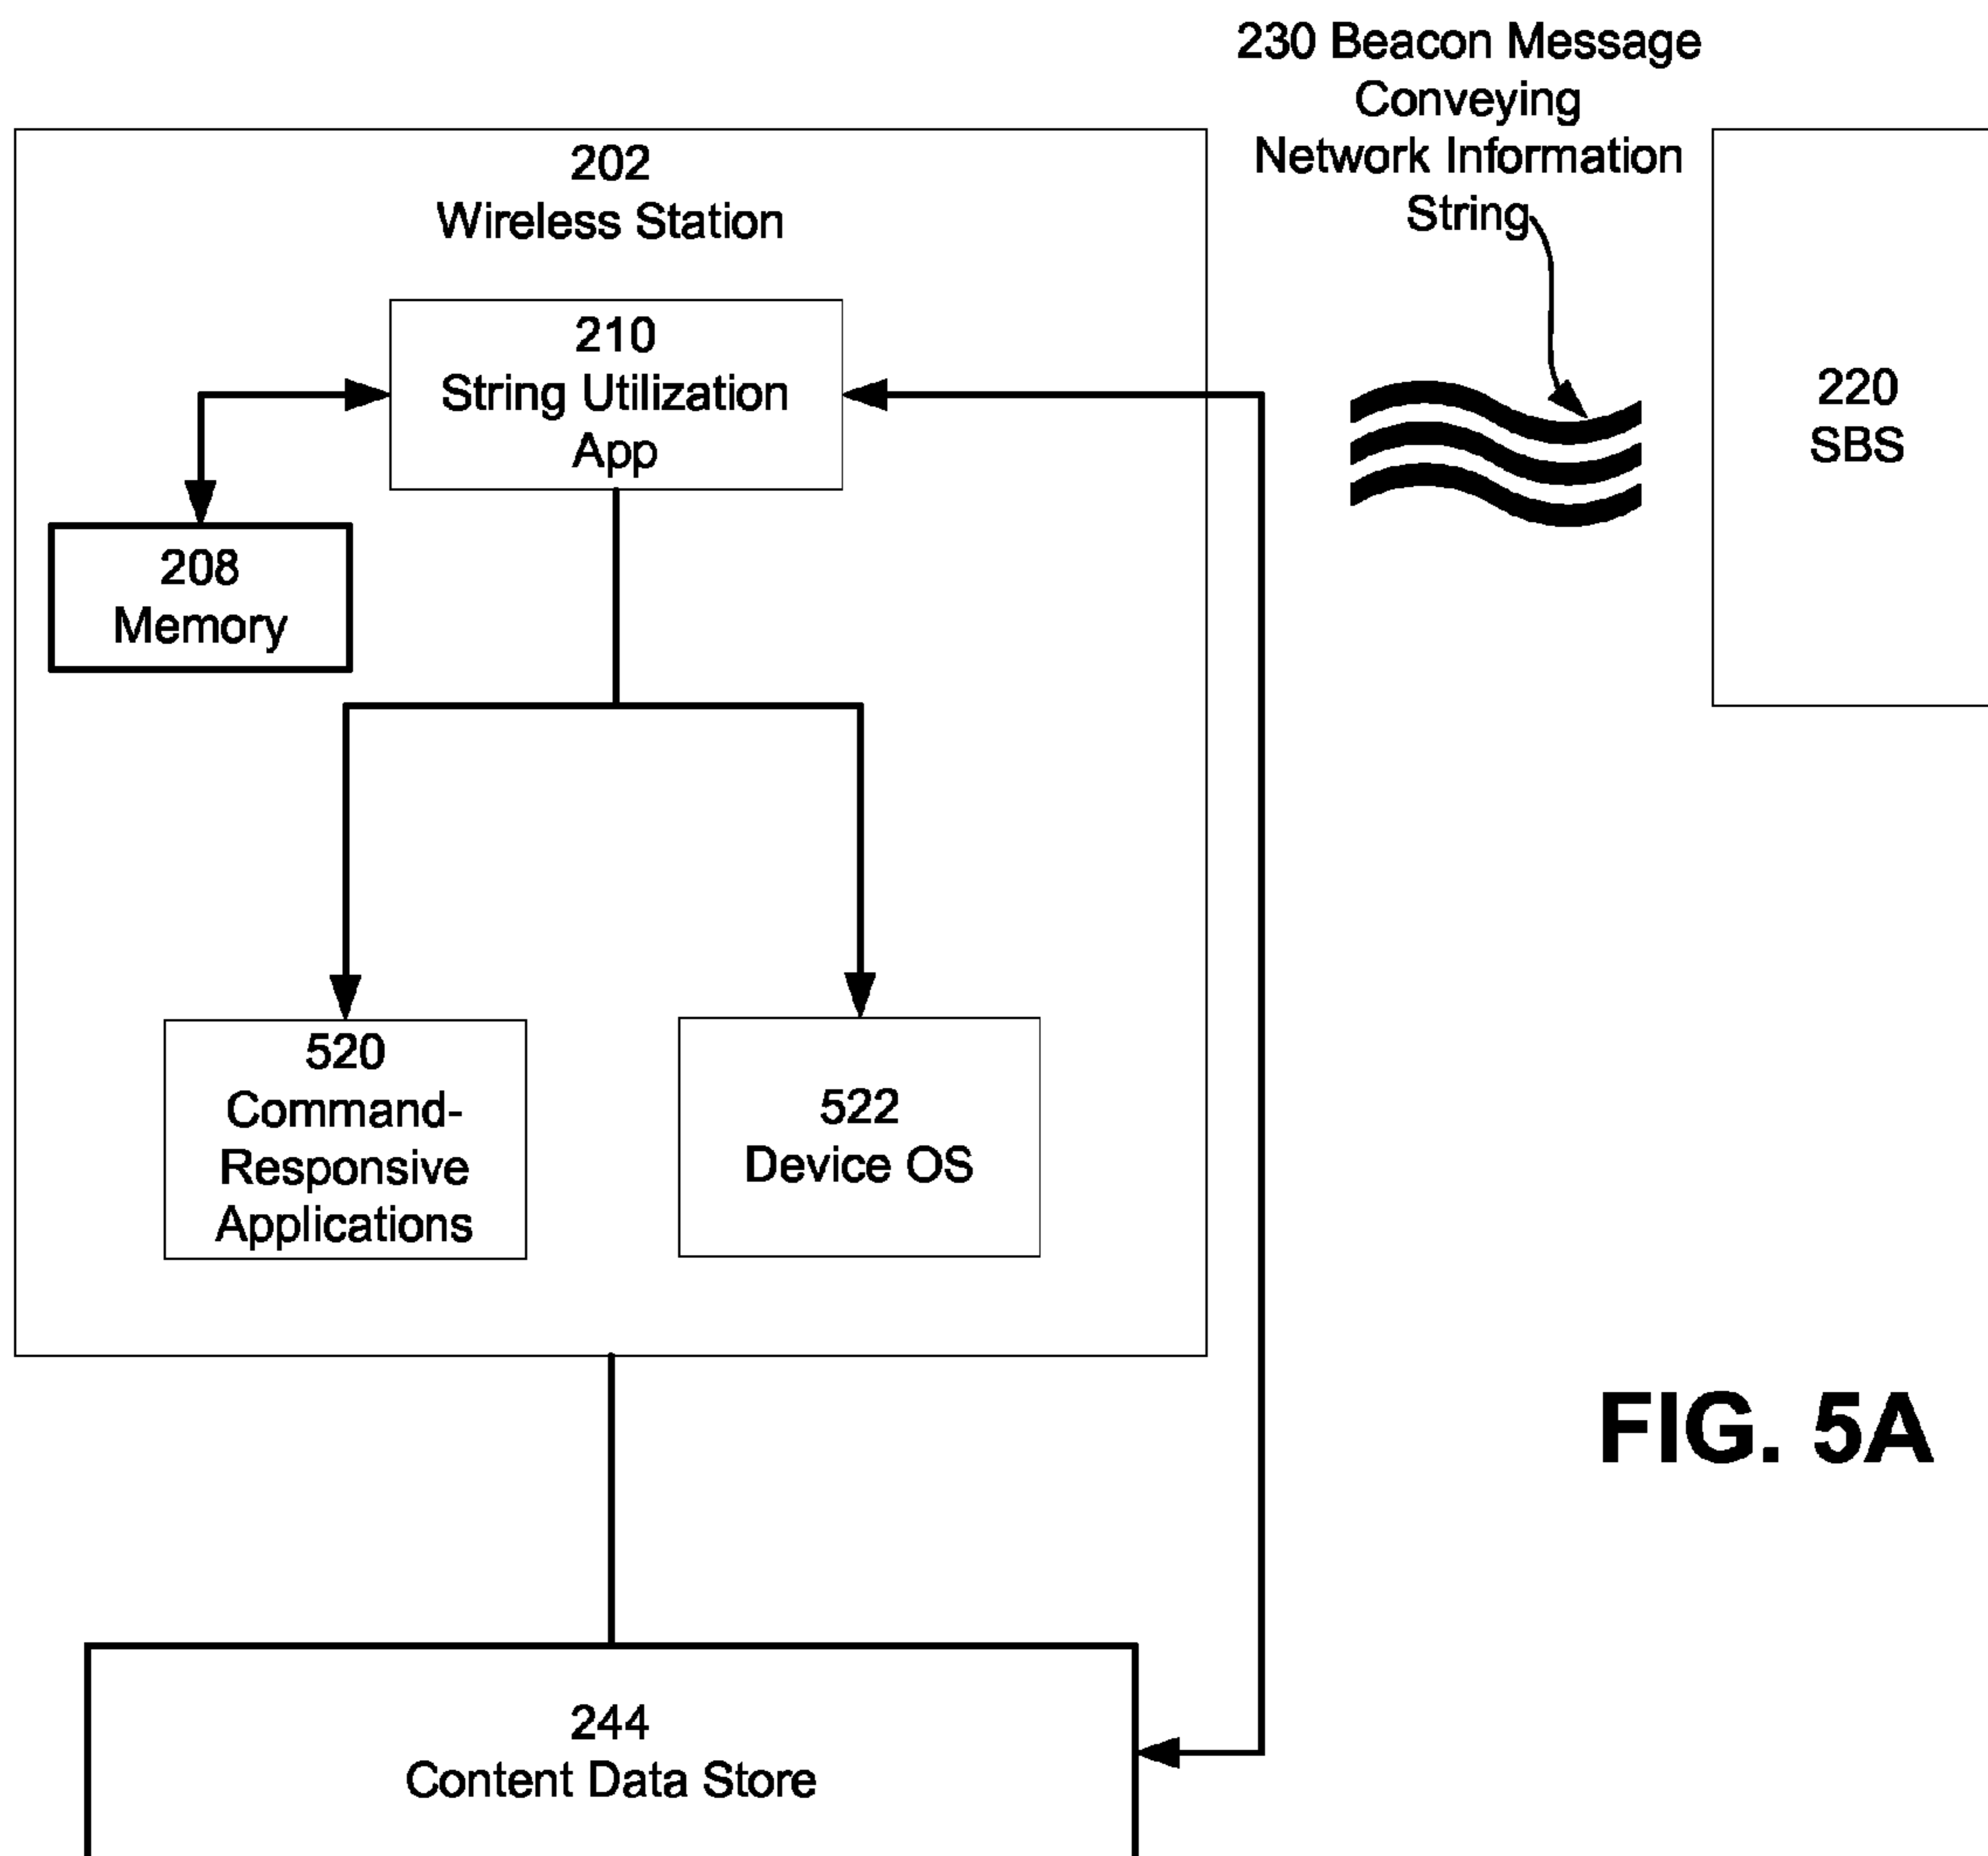 230 Beacon Message
Conveying
Network Information
String
202
Wireless Station
210
String Utilization
App
220
SBS
208
Memory
520
Command-
Responsive
Applications
522
Device OS
FIG. 5A
244
Content Data Store